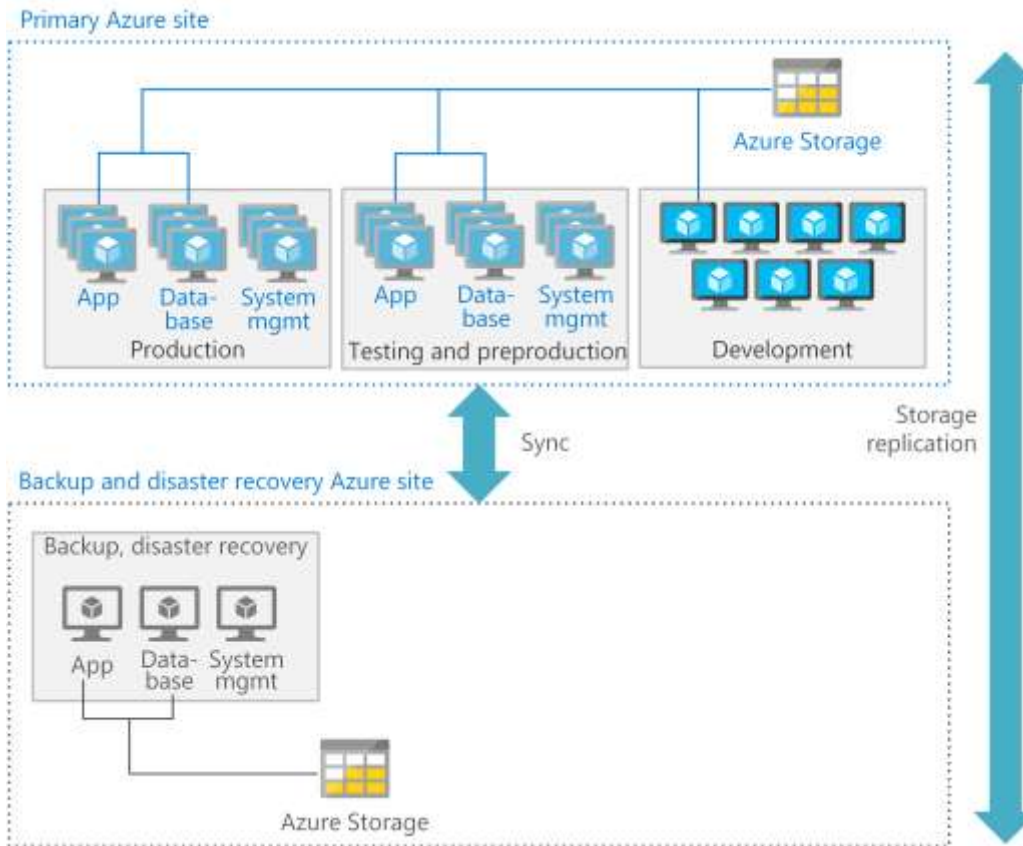 Primary Azure site
Azure Storage
App
Data-
base
System
mgmt
Production
App
Data-
base
System
mgmt
Testing and preproduction
Development
Sync
Storage
replication
Backup and disaster recovery Azure site
Backup, disaster recovery
App
Data-
base
System
mgmt
Azure Storage